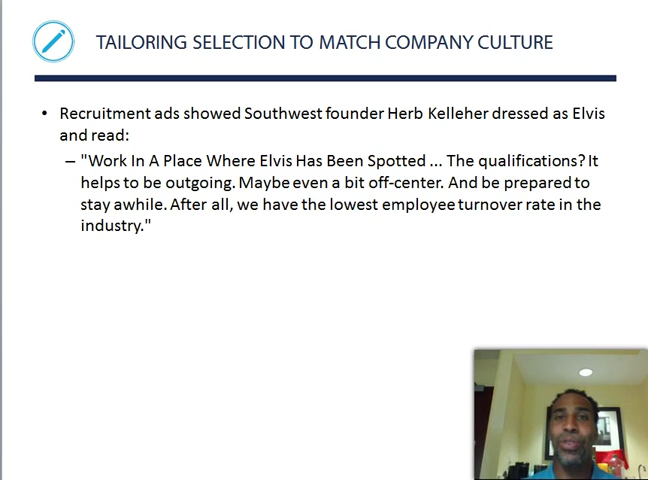 TAILORING SELECTION TO MATCH COMPANY CULTURE
• Recruitment ads showed Southwest founder Herb Kelleher dressed as Elvis
and read:
– "Work In A Place Where Elvis Has Been Spotted ... The qualifications? It
helps to be outgoing. Maybe even a bit off-center. And be prepared to
stay awhile. After all, we have the lowest employee turnover rate in the
industry."